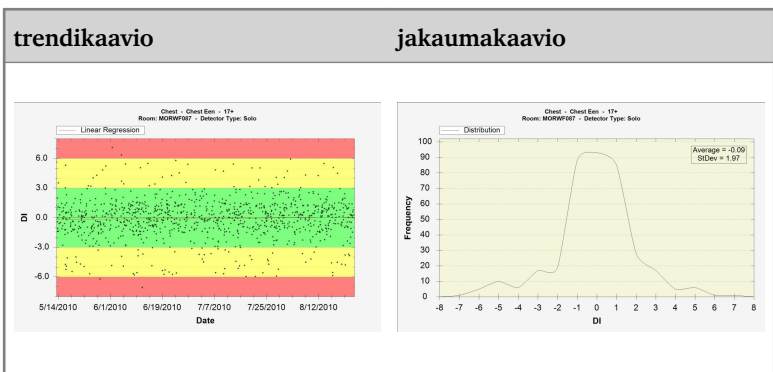 trendikaavio
jakaumakaavio
Chest - Chest Een - 17+
Room: MORWF087 - Detector Type: Solo
Linear Regression
6.0
3.0
0.0
-3.0
-6.0
DI
5/14/2010 6/1/2010 6/19/2010 7/7/2010 7/25/2010 8/12/2010
Date
Chest - Chest Een - 17+
Room: MORWF087 - Detector Type: Solo
Distribution
Average = -0.09
StDev = 1.97
100
90
80
70
60
50
40
30
20
10
0
Frequency
-8 -7 -6 -5 -4 -3 -2 -1 0 1 2 3 4 5 6 7 8
DI